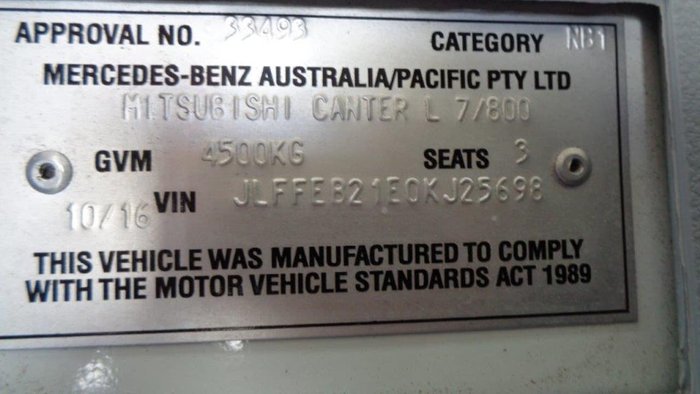 APPROVAL NO. 33493 CATEGORY NB1
MERCEDES-BENZ AUSTRALIA/PACIFIC PTY LTD
MITSUBISHI CANTER L 7/800
GVM 4500KG SEATS 3
10/16 VIN JLFFEB21E0KJ25698
THIS VEHICLE WAS MANUFACTURED TO COMPLY
WITH THE MOTOR VEHICLE STANDARDS ACT 1989